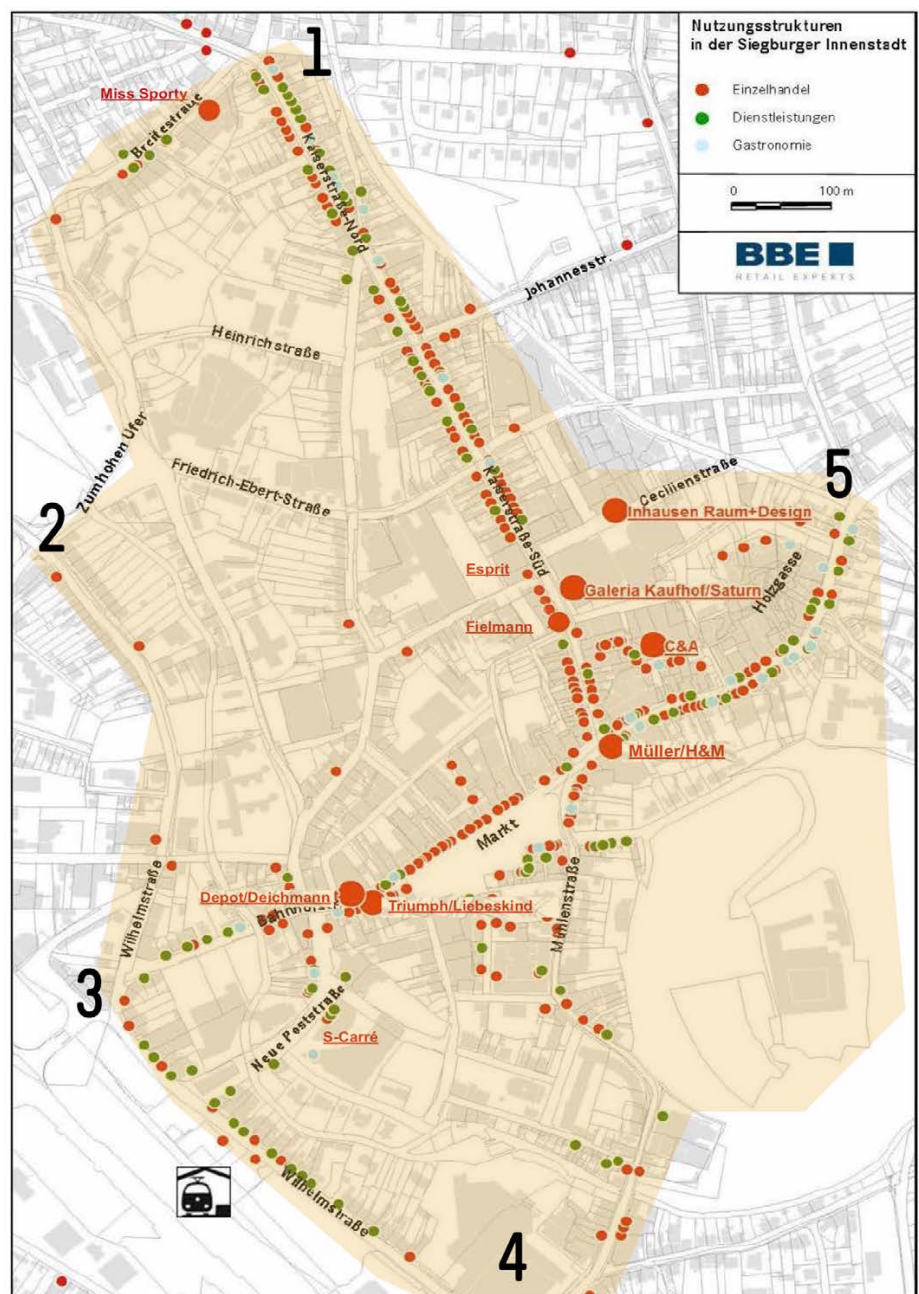 Nutzungsstrukturen
in der Siegburger Innenstadt
Einzelhandel
Dienstleistungen
Gastronomie
0 100 m
BBE
RETAIL EXPERTS
1
Miss Sporty
Breitestraße
Kaiserstraße-Nord
Johannesstr.
Heinrichstraße
Zumhohen Ufer
Friedrich-Ebert-Straße
2
Kaiserstraße-Süd
Cecilienstraße
5
Inhausen Raum+Design
Esprit
Galeria Kaufhof/Saturn
Holzgasse
Fielmann
C&A
Müller/H&M
Markt
Mühlenstraße
Wilhelmstraße
Depot/Deichmann
Triumph/Liebeskind
3
Neue Poststraße
S-Carré
Wilhelmstraße
4